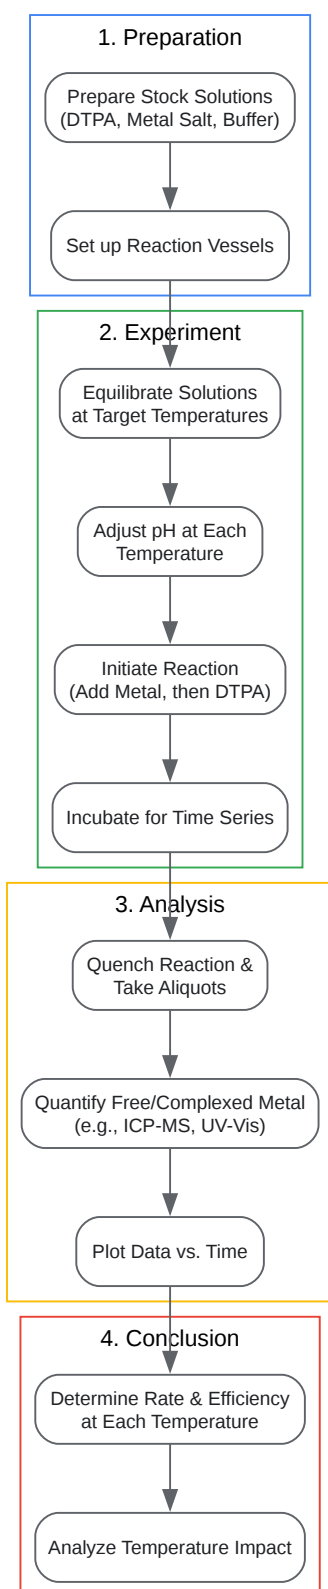 1. Preparation
Prepare Stock Solutions
(DTPA, Metal Salt, Buffer)
Set up Reaction Vessels
2. Experiment
Equilibrate Solutions
at Target Temperatures
Adjust pH at Each
Temperature
Initiate Reaction
(Add Metal, then DTPA)
Incubate for Time Series
3. Analysis
Quench Reaction &
Take Aliquots
Quantify Free/Complexed Metal
(e.g., ICP-MS, UV-Vis)
Plot Data vs. Time
4. Conclusion
Determine Rate & Efficiency
at Each Temperature
Analyze Temperature Impact